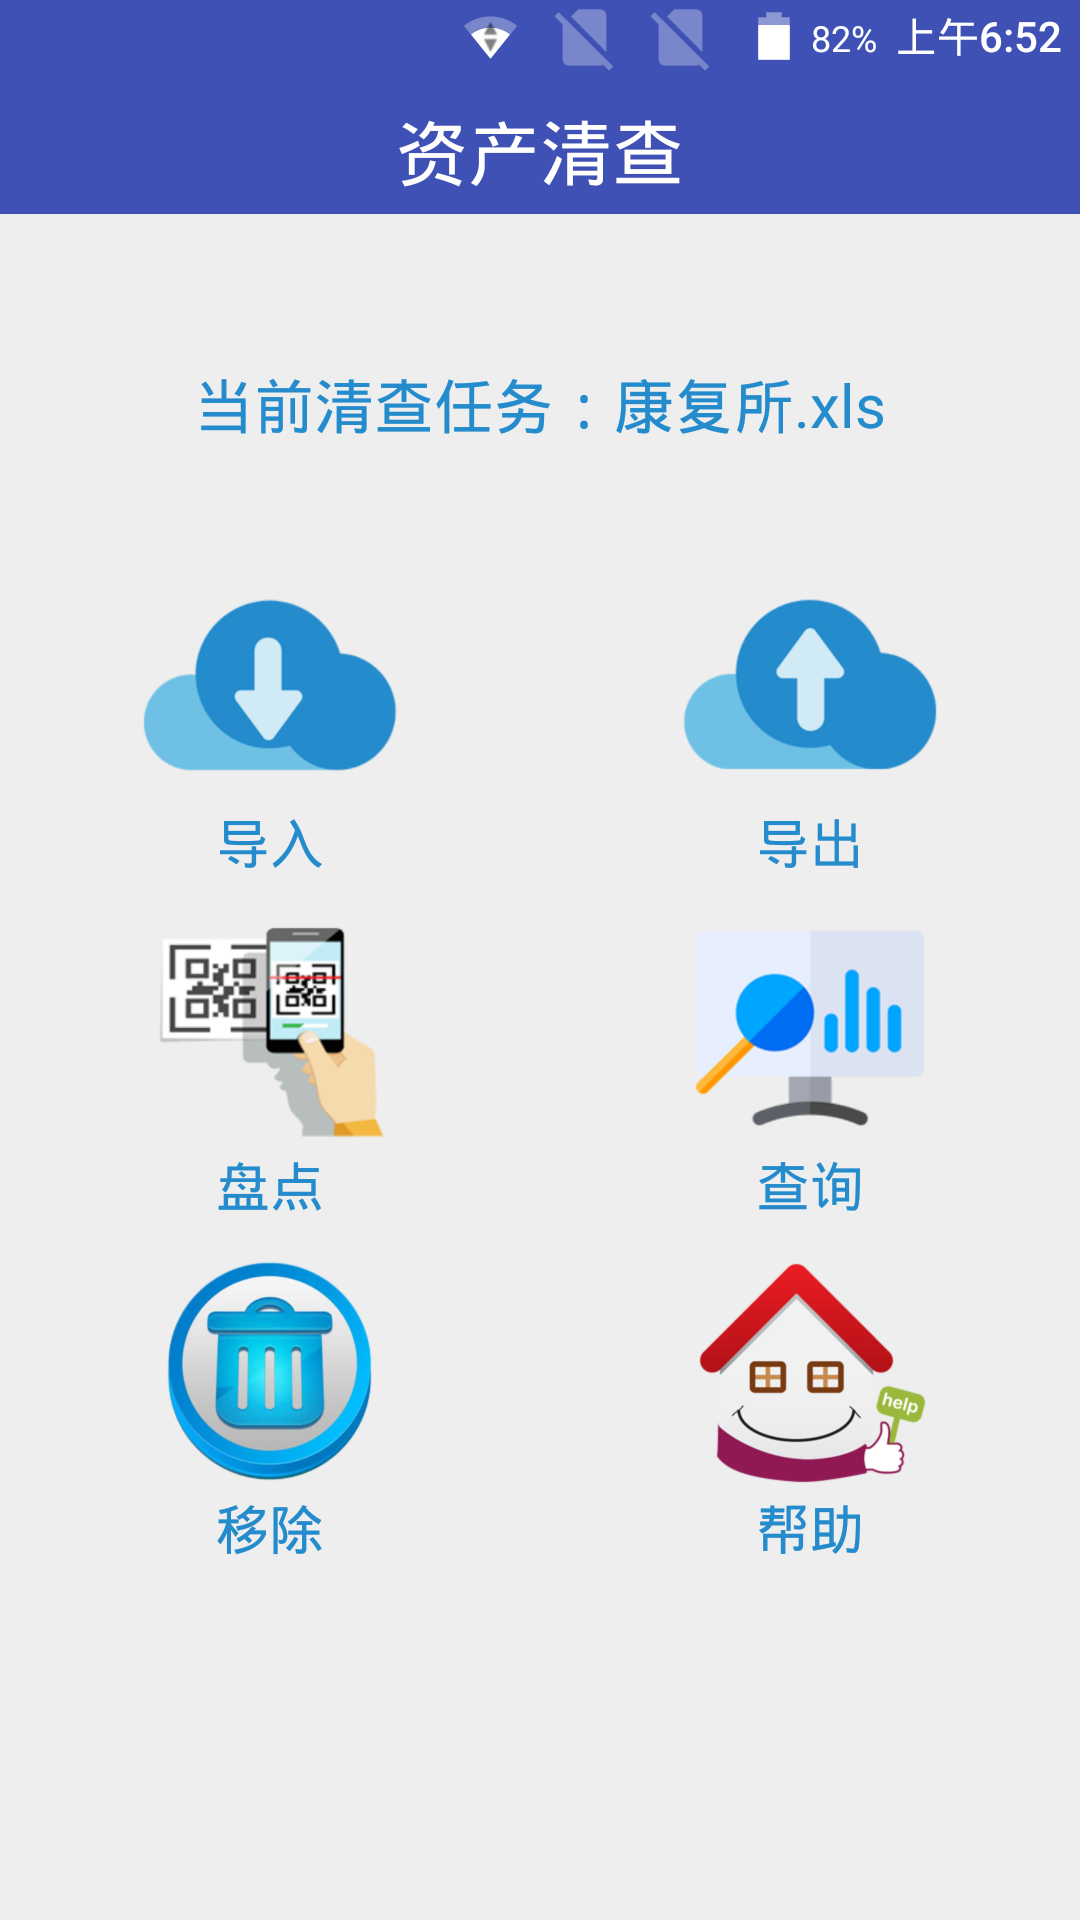 82% 上午6:52
资产清查
当前清查任务：康复所.xls
导入 导出
盘点 查询
help
移除 帮助